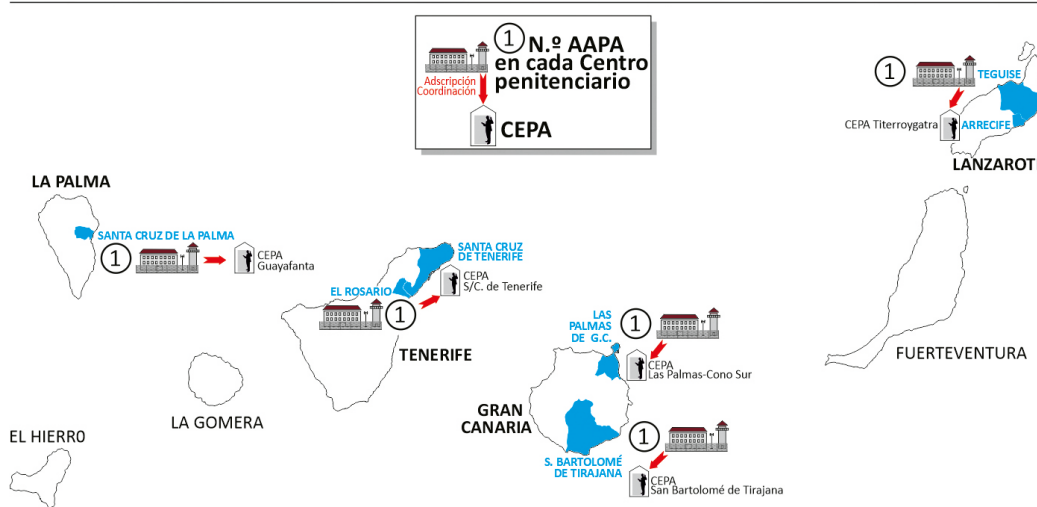 1 N.º AAPA
en cada Centro
penitenciario
Adscripción
Coordinación
CEPA
1
TEGUISE
CEPA Titerroygatra
ARRECIFE
LANZAROTE
LA PALMA
SANTA CRUZ DE LA PALMA
1
CEPA
Guayafanta
SANTA CRUZ
DE TENERIFE
CEPA
S/C. de Tenerife
EL ROSARIO
1
TENERIFE
LAS
PALMAS
DE G.C.
1
CEPA
Las Palmas-Cono Sur
FUERTEVENTURA
GRAN
CANARIA
1
S. BARTOLOMÉ
DE TIRAJANA
CEPA
San Bartolomé de Tirajana
LA GOMERA
EL HIERRO